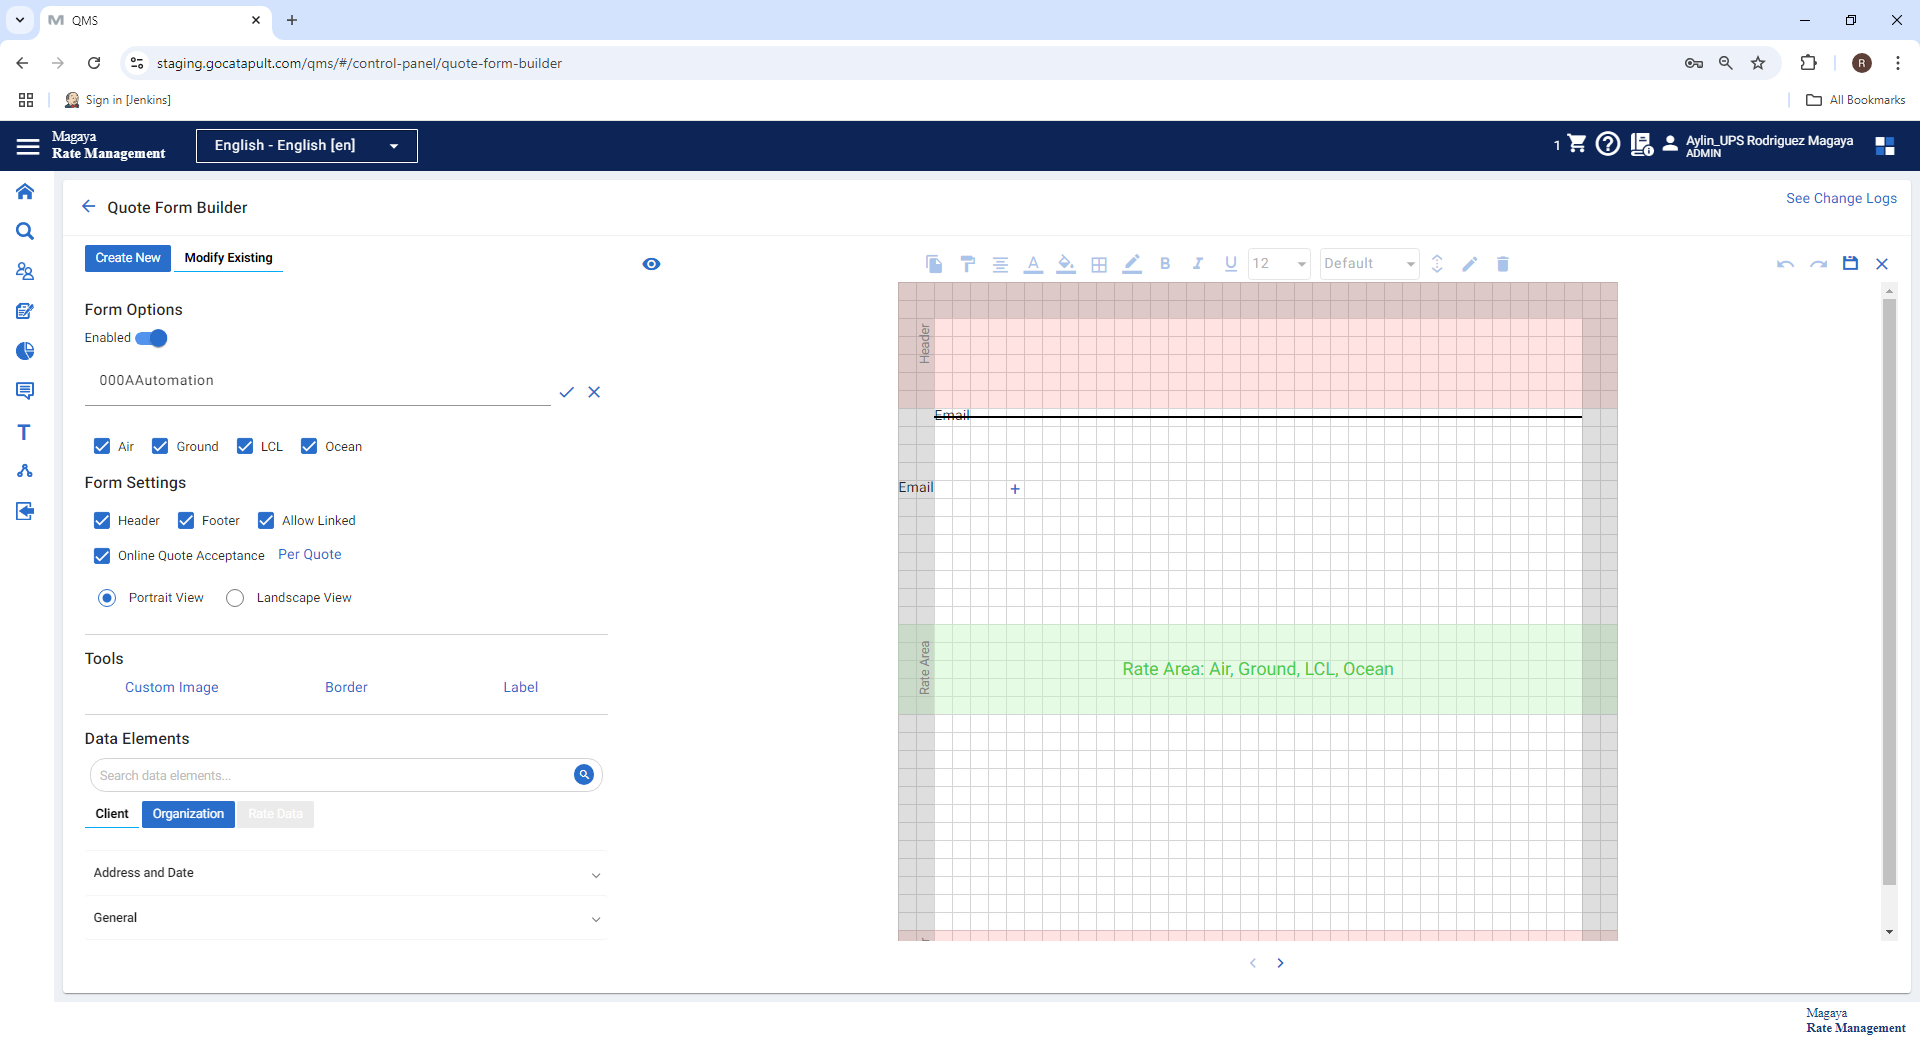 QMS
staging.gocatapult.com/qms/#/control-panel/quote-form-builder
R
Sign in [Jenkins]
All Bookmarks
Magaya
Rate Management
English - English [en]
1
Aylin_UPS Rodriguez Magaya
ADMIN
Quote Form Builder
See Change Logs
Create New
Modify Existing
12
Default
Form Options
Enabled
000AAutomation
Air
Ground
LCL
Ocean
Form Settings
Header
Footer
Allow Linked
Online Quote Acceptance
Per Quote
Portrait View
Landscape View
Tools
Custom Image
Border
Label
Data Elements
Search data elements...
Client
Organization
Rate Data
Address and Date
General
Header
Email
Email
Rate Area
Rate Area: Air, Ground, LCL, Ocean
Magaya
Rate Management